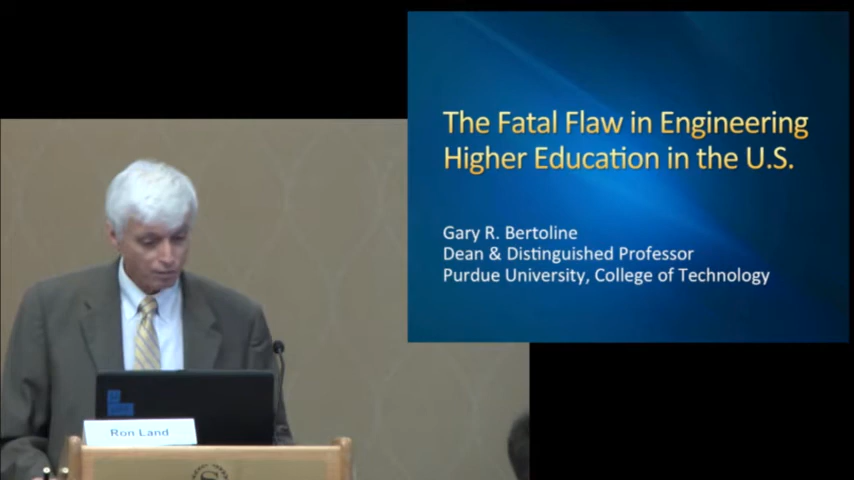 The Fatal Flaw in Engineering
Higher Education in the U.S.
Gary R. Bertoline
Dean & Distinguished Professor
Purdue University, College of Technology
Ron Land